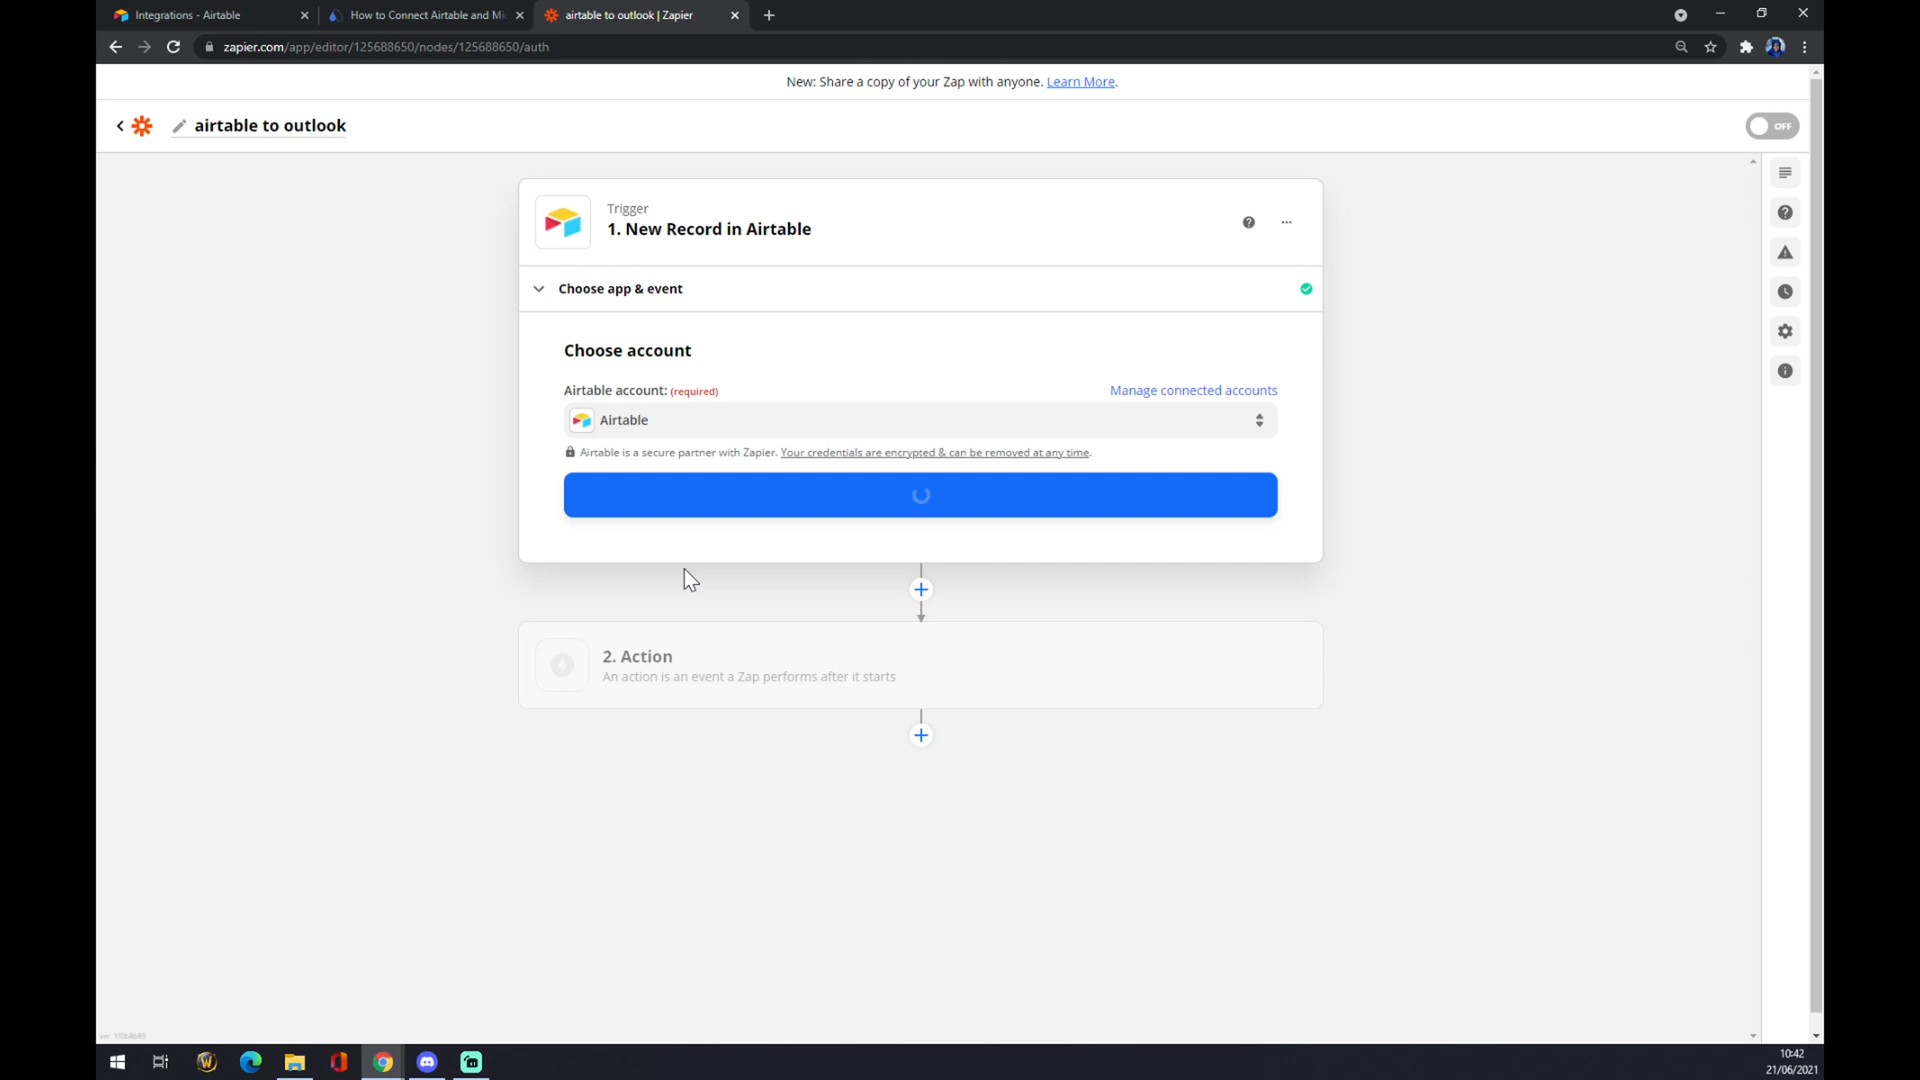 Integrations - Airtable
How to Connect Airtable and Mic
airtable to outlook | Zapier
zapier.com/app/editor/125688650/nodes/125688650/auth
New: Share a copy of your Zap with anyone. Learn More.
airtable to outlook
OFF
Trigger
1. New Record in Airtable
Choose app & event
Choose account
Airtable account: (required)
Manage connected accounts
Airtable
Airtable is a secure partner with Zapier. Your credentials are encrypted & can be removed at any time.
2. Action
An action is an event a Zap performs after it starts
10:42
21/06/2021